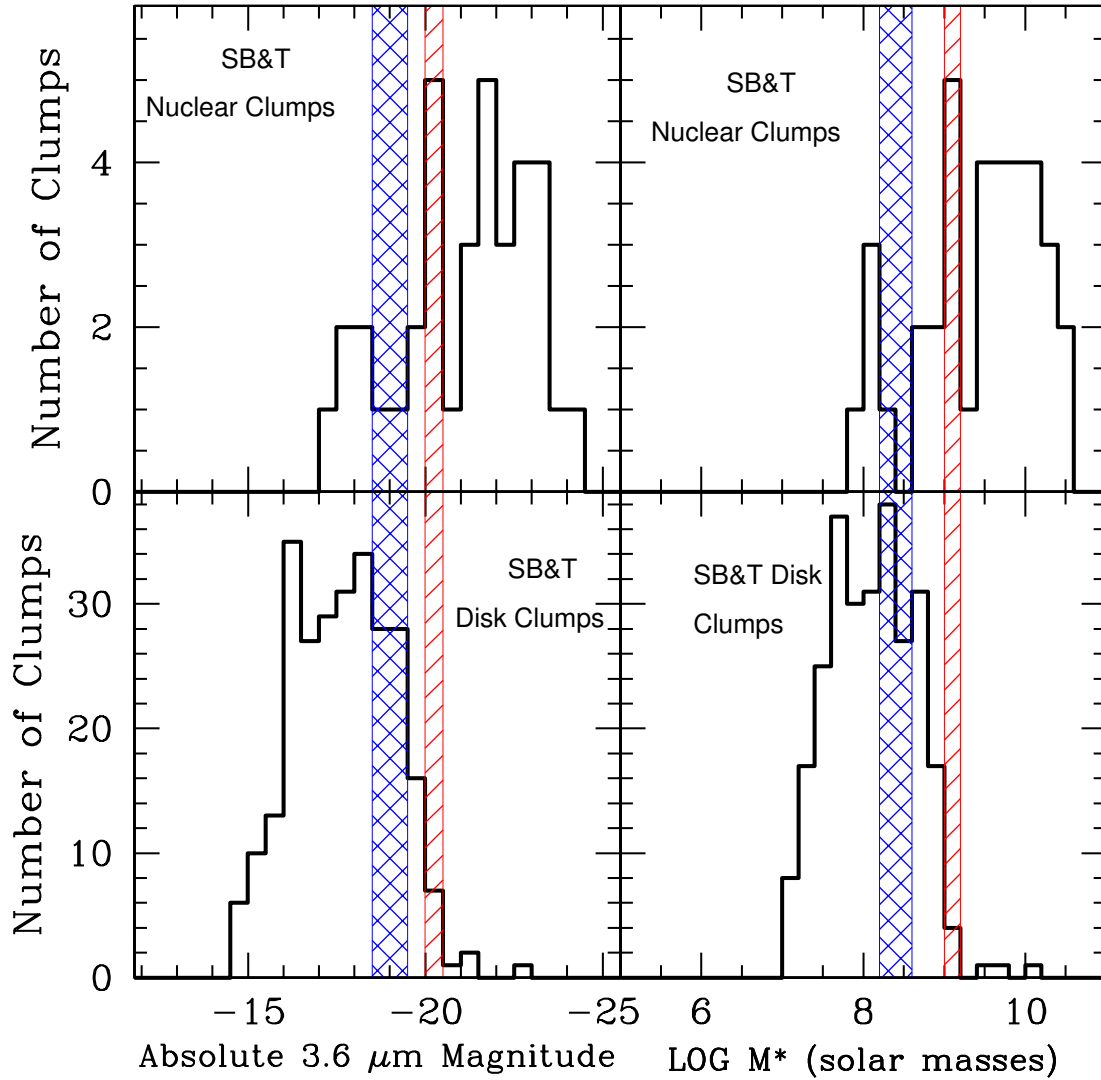 SB&T
Nuclear Clumps
SB&T
Nuclear Clumps
Number of Clumps
4
2
0
SB&T
Disk Clumps
SB&T Disk
Clumps
Number of Clumps
30
20
10
0
-15
-20
-25
6
8
10
Absolute 3.6 μm Magnitude
LOG M* (solar masses)